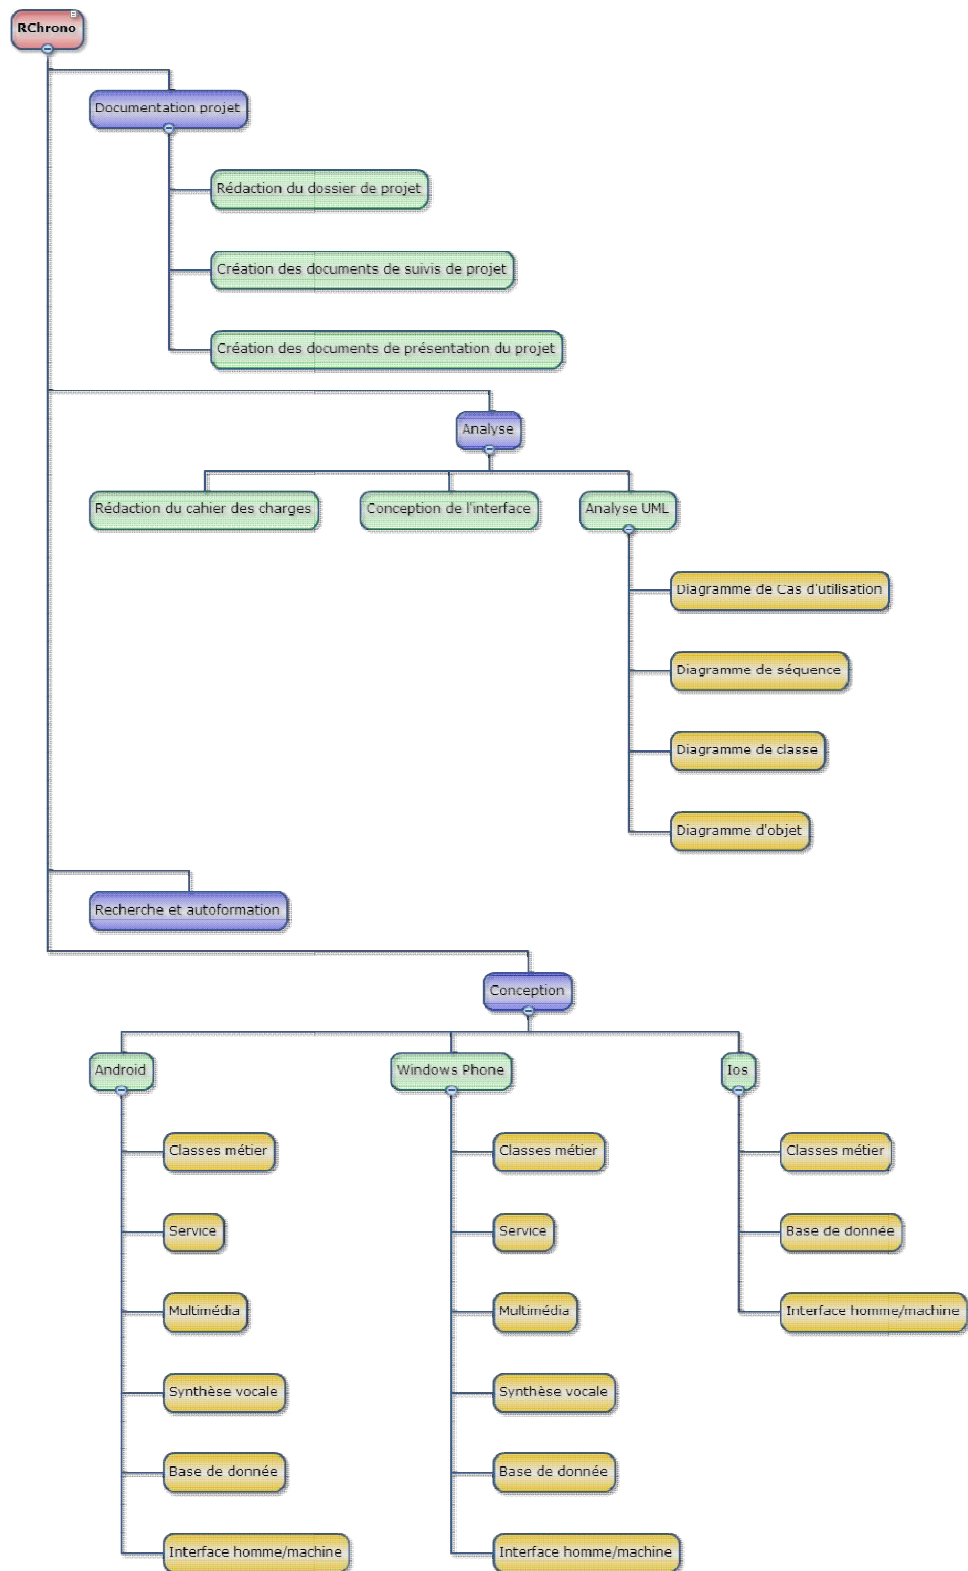 RChrono
Documentation projet
Rédaction du dossier de projet
Création des documents de suivis de projet
Création des documents de présentation du projet
Analyse
Rédaction du cahier des charges
Conception de l'interface
Analyse UML
Diagramme de Cas d'utilisation
Diagramme de séquence
Diagramme de classe
Diagramme d'objet
Recherche et autoformation
Conception
Android
Classes métier
Service
Multimédia
Synthèse vocale
Base de donnée
Interface homme/machine
Windows Phone
Classes métier
Service
Multimédia
Synthèse vocale
Base de donnée
Interface homme/machine
Ios
Classes métier
Base de donnée
Interface homme/machine